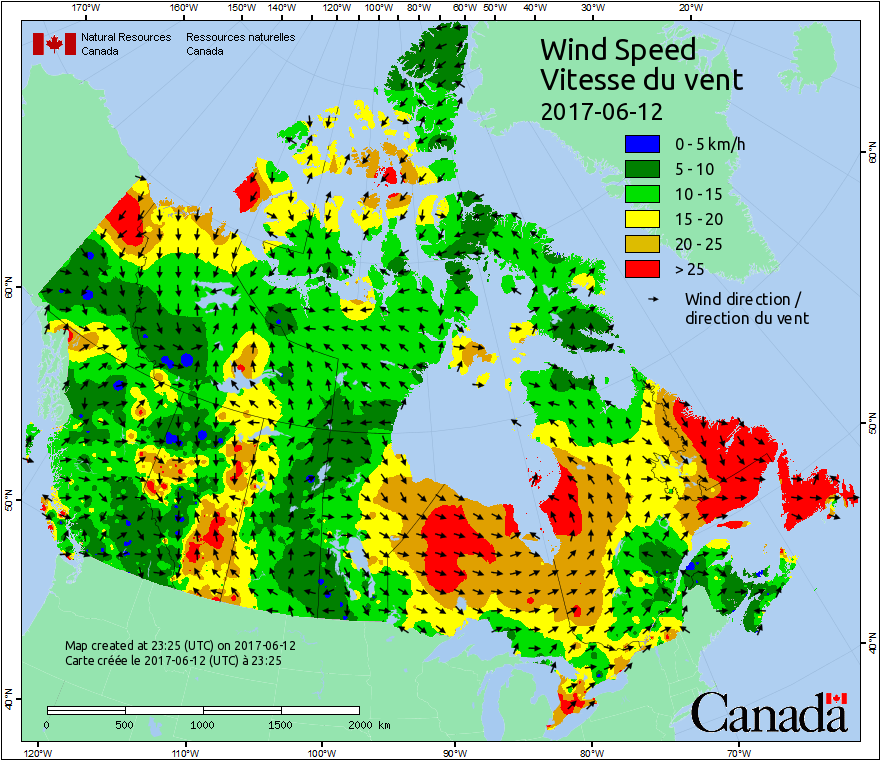 170°W 160°W 150°W 140°W 120°W 100°W 80°W 60°W 50°W 40°W 30°W 20°W
Natural Resources Ressources naturelles
Canada Canada
Wind Speed
Vitesse du vent
2017-06-12
0 - 5 km/h
5 - 10
10 - 15
15 - 20
20 - 25
> 25
Wind direction /
direction du vent
60°N
50°N
40°N
60°N
50°N
40°N
Map created at 23:25 (UTC) on 2017-06-12
Carte créée le 2017-06-12 (UTC) à 23:25
0 500 1000 1500 2000 km
Canada
120°W 110°W 100°W 90°W 80°W 70°W